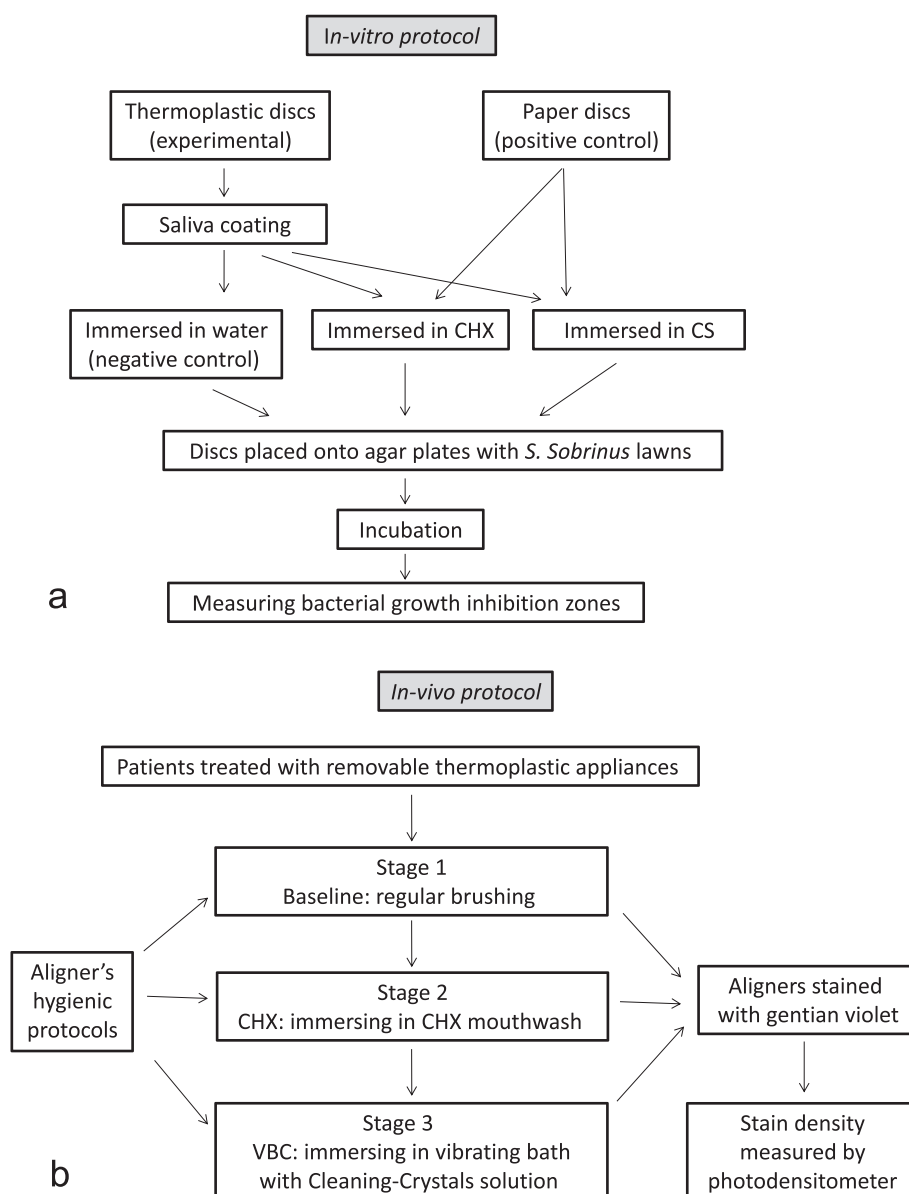 In-vitro protocol
Thermoplastic discs
(experimental)
Paper discs
(positive control)
Saliva coating
Immersed in water
(negative control)
Immersed in CHX
Immersed in CS
Discs placed onto agar plates with S. Sobrinus lawns
Incubation
Measuring bacterial growth inhibition zones
a
In-vivo protocol
Patients treated with removable thermoplastic appliances
Stage 1
Baseline: regular brushing
Aligner’s
hygienic
protocols
Stage 2
CHX: immersing in CHX mouthwash
Aligners stained
with gentian violet
Stage 3
VBC: immersing in vibrating bath
with Cleaning-Crystals solution
Stain density
measured by
photodensitometer
b